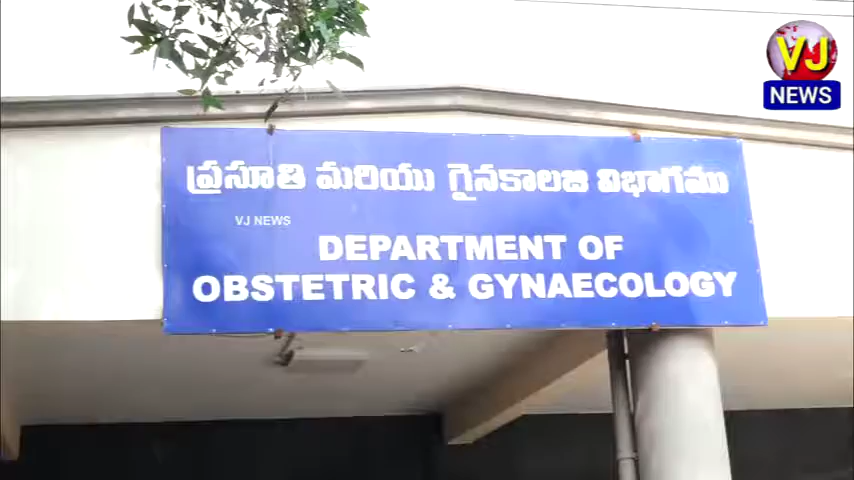 VJ
NEWS
ప్రసూతి మరియు గైనకాలజి విభాగము
VJ NEWS
DEPARTMENT OF
OBSTETRIC & GYNAECOLOGY